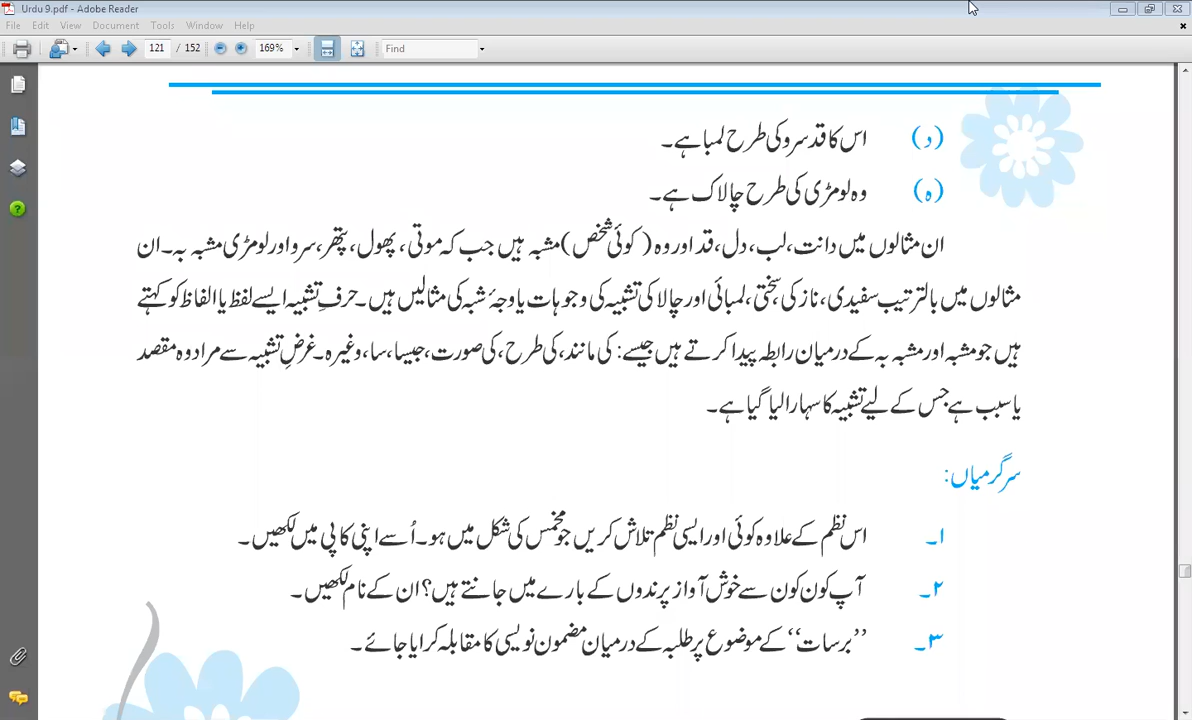 Urdu 9.pdf - Adobe Reader
File Edit View Document Tools Window Help
121 / 152 169% Find
(د) اس کا قد سرو کی طرح لمبا ہے۔
(ہ) وہ لومڑی کی طرح چالاک ہے۔
ان مثالوں میں دانت، لب، دل، قد اور وہ (کوئی شخص) مشبہ ہیں جب کہ موتی، پھول، پتھر، سرو اور لومڑی مشبہ بہ۔ ان
مثالوں میں بالترتیب سفیدی، نازکی، سختی، لمبائی اور چالاکی تشبیہ کی وجوہات یا وجۂ شبہ کی مثالیں ہیں۔ حرفِ تشبیہ ایسے لفظ یا الفاظ کو کہتے
ہیں جو مشبہ اور مشبہ بہ کے درمیان رابطہ پیدا کرتے ہیں جیسے: کی مانند، کی طرح، کی صورت، جیسا، سا، وغیرہ۔ غرضِ تشبیہ سے مراد وہ مقصد
یا سبب ہے جس کے لیے تشبیہ کا سہارا لیا گیا ہے۔
سرگرمیاں:
۱۔ اس نظم کے علاوہ کوئی اور ایسی نظم تلاش کریں جو مخمس کی شکل میں ہو۔ اُسے اپنی کاپی میں لکھیں۔
۲۔ آپ کون کون سے خوش آواز پرندوں کے بارے میں جانتے ہیں؟ ان کے نام لکھیں۔
۳۔ ’’برسات‘‘ کے موضوع پر طلبہ کے درمیان مضمون نویسی کا مقابلہ کرایا جائے۔